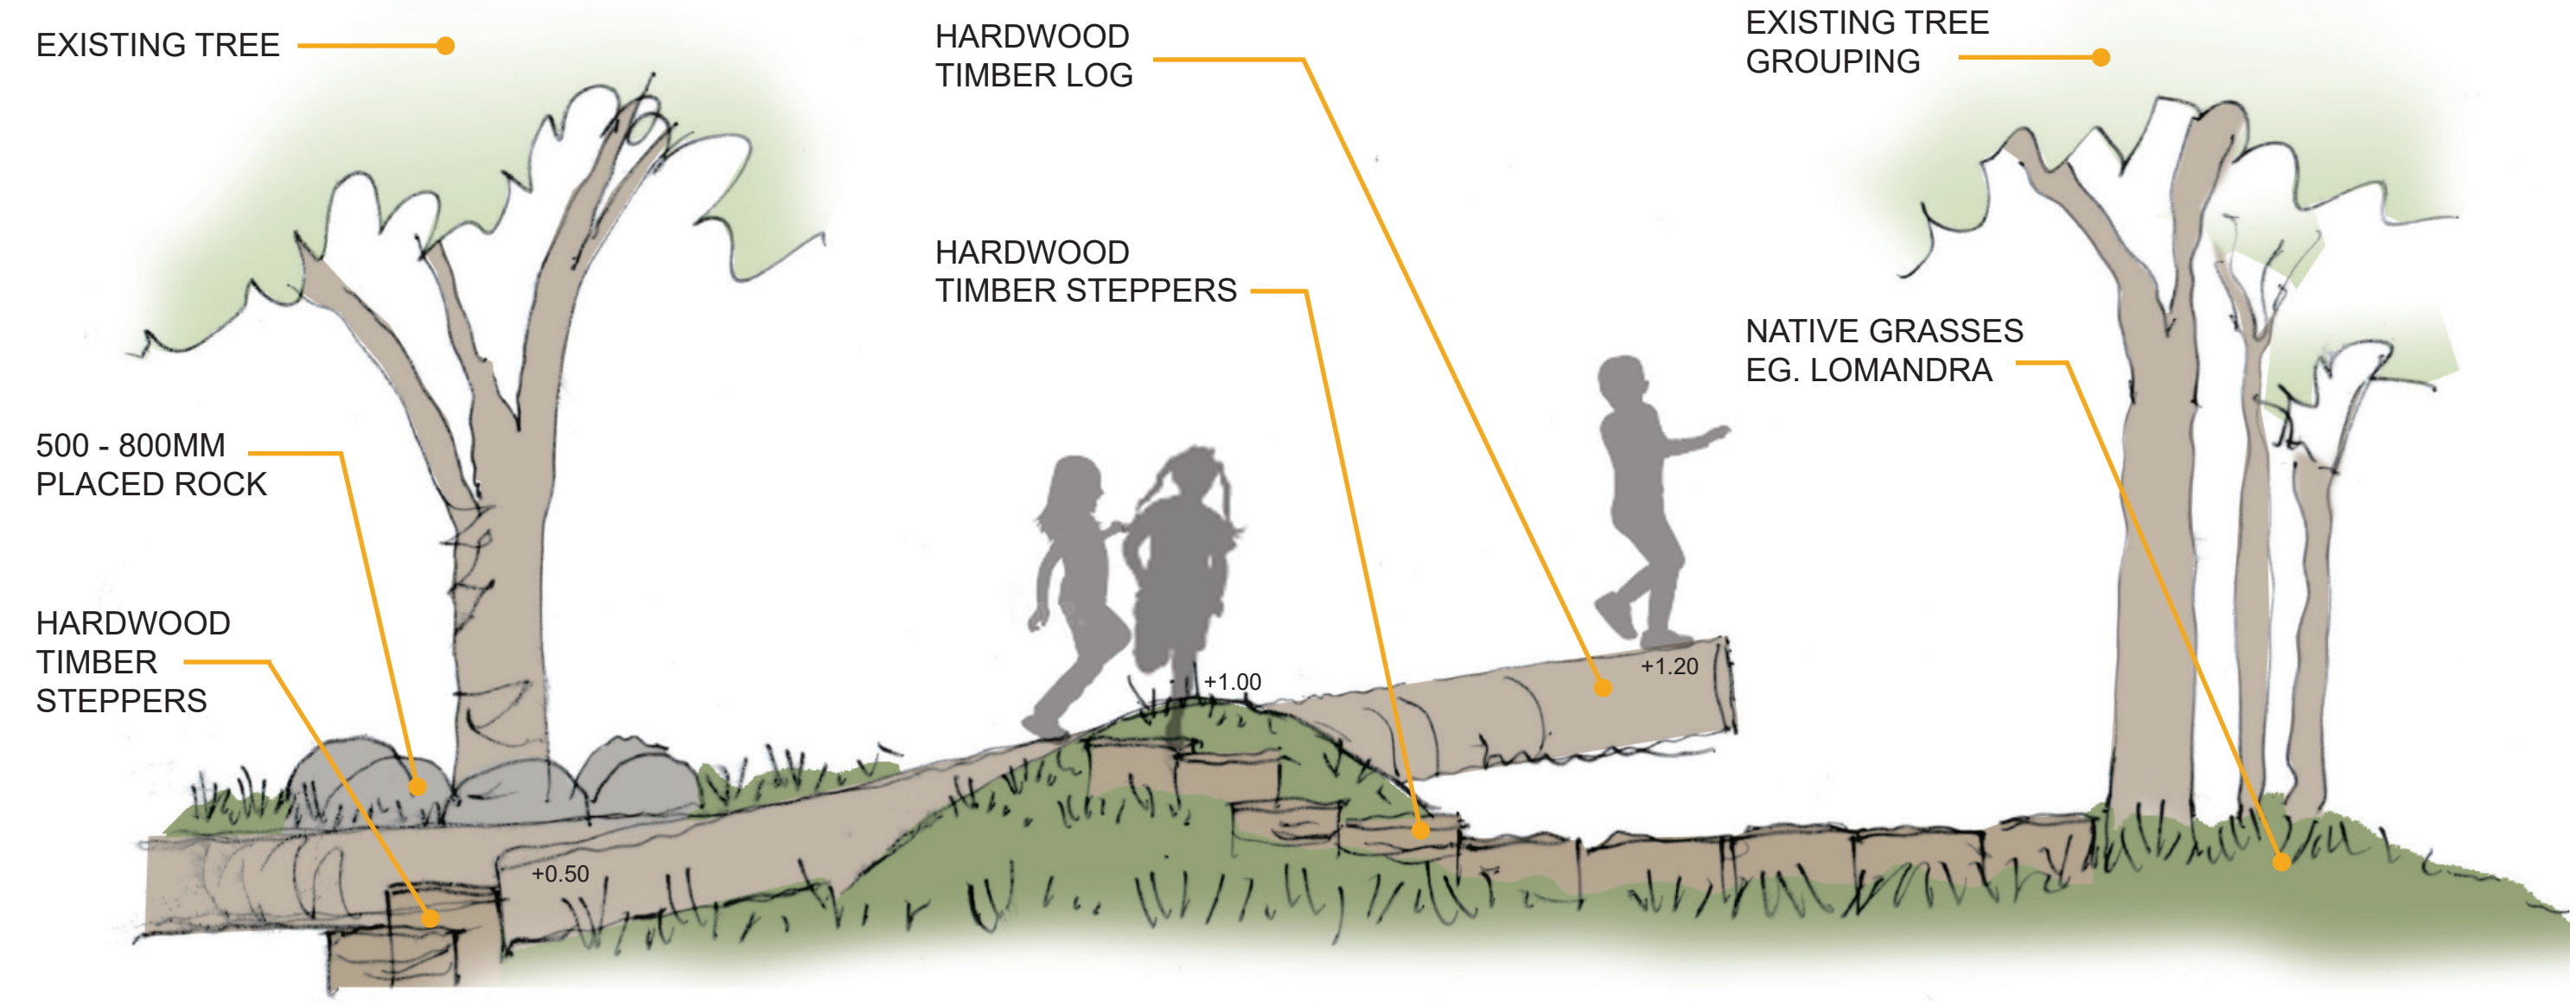 EXISTING TREE
HARDWOOD
TIMBER LOG
EXISTING TREE
GROUPING
HARDWOOD
TIMBER STEPPERS
NATIVE GRASSES
EG. LOMANDRA
500 - 800MM
PLACED ROCK
HARDWOOD
TIMBER
STEPPERS
+1.00
+1.20
+0.50